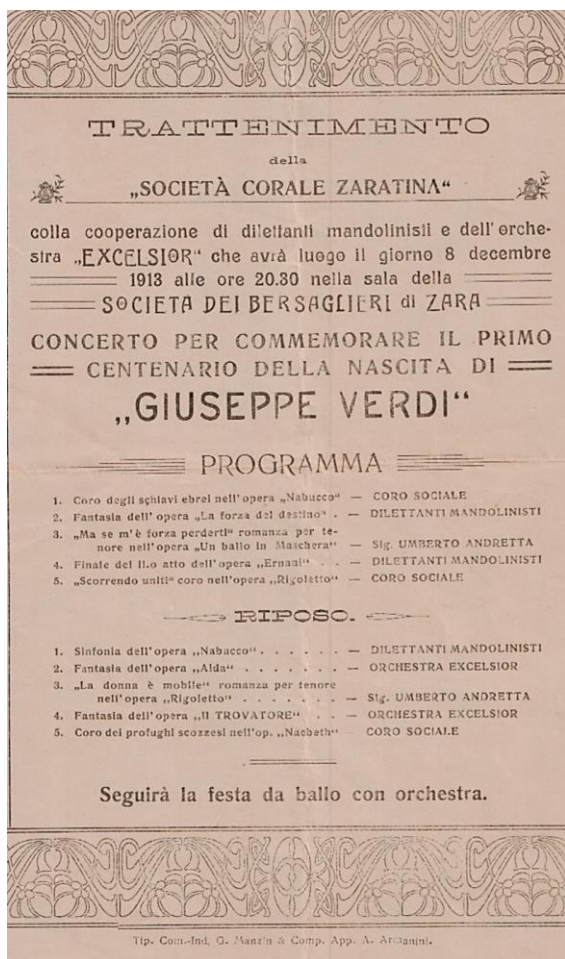 TRATTENIMENTO
della
„SOCIETÀ CORALE ZARATINA“
colla cooperazione di dilettanti mandolinisti e dell'orche-
stra „EXCELSIOR“ che avrà luogo il giorno 8 decembre
1913 alle ore 20.30 nella sala della
SOCIETA DEI BERSAGLIERI di ZARA
CONCERTO PER COMMEMORARE IL PRIMO
CENTENARIO DELLA NASCITA DI
„GIUSEPPE VERDI“
PROGRAMMA
1. Coro degli schiavi ebrei nell'opera „Nabucco“ — CORO SOCIALE
2. Fantasia dell'opera „La forza del destino“ . — DILETTANTI MANDOLINISTI
3. „Ma se m'è forza perderti“ romanza per te-
nore nell'opera „Un ballo in Maschera“ — Sig. UMBERTO ANDRETTA
4. Finale del II.o atto dell'opera „Ernani“ . . — DILETTANTI MANDOLINISTI
5. „Scorrendo uniti“ coro nell'opera „Rigoletto“ — CORO SOCIALE
RIPOSO.
1. Sinfonia dell'opera „Nabucco“ . . . . . . — DILETTANTI MANDOLINISTI
2. Fantasia dell'opera „Aida“ . . . . . . . . — ORCHESTRA EXCELSIOR
3. „La donna è mobile“ romanza per tenore
nell'opera „Rigoletto“ . . . . . . . — Sig. UMBERTO ANDRETTA
4. Fantasia dell'opera „Il TROVATORE“ . . — ORCHESTRA EXCELSIOR
5. Coro dei profughi scozzesi nell'op. „Nacbeth“ — CORO SOCIALE
Seguirà la festa da ballo con orchestra.
Tip. Com.-Ind. G. Manzin & Comp. App. A. Armanini.